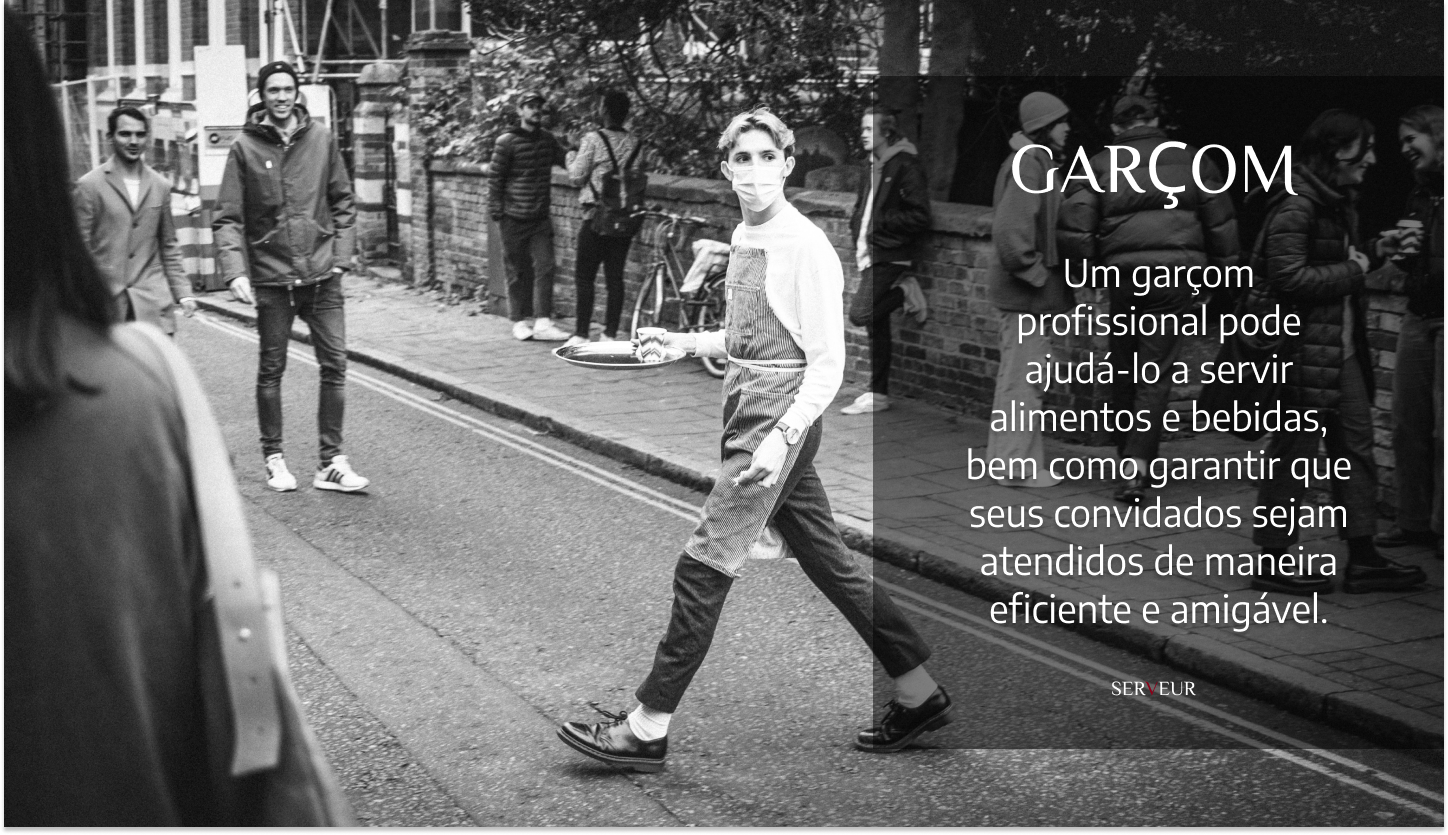 GARÇOM
Um garçom
profissional pode
ajudá-lo a servir
alimentos e bebidas,
bem como garantir que
seus convidados sejam
atendidos de maneira
eficiente e amigável.
SERVEUR